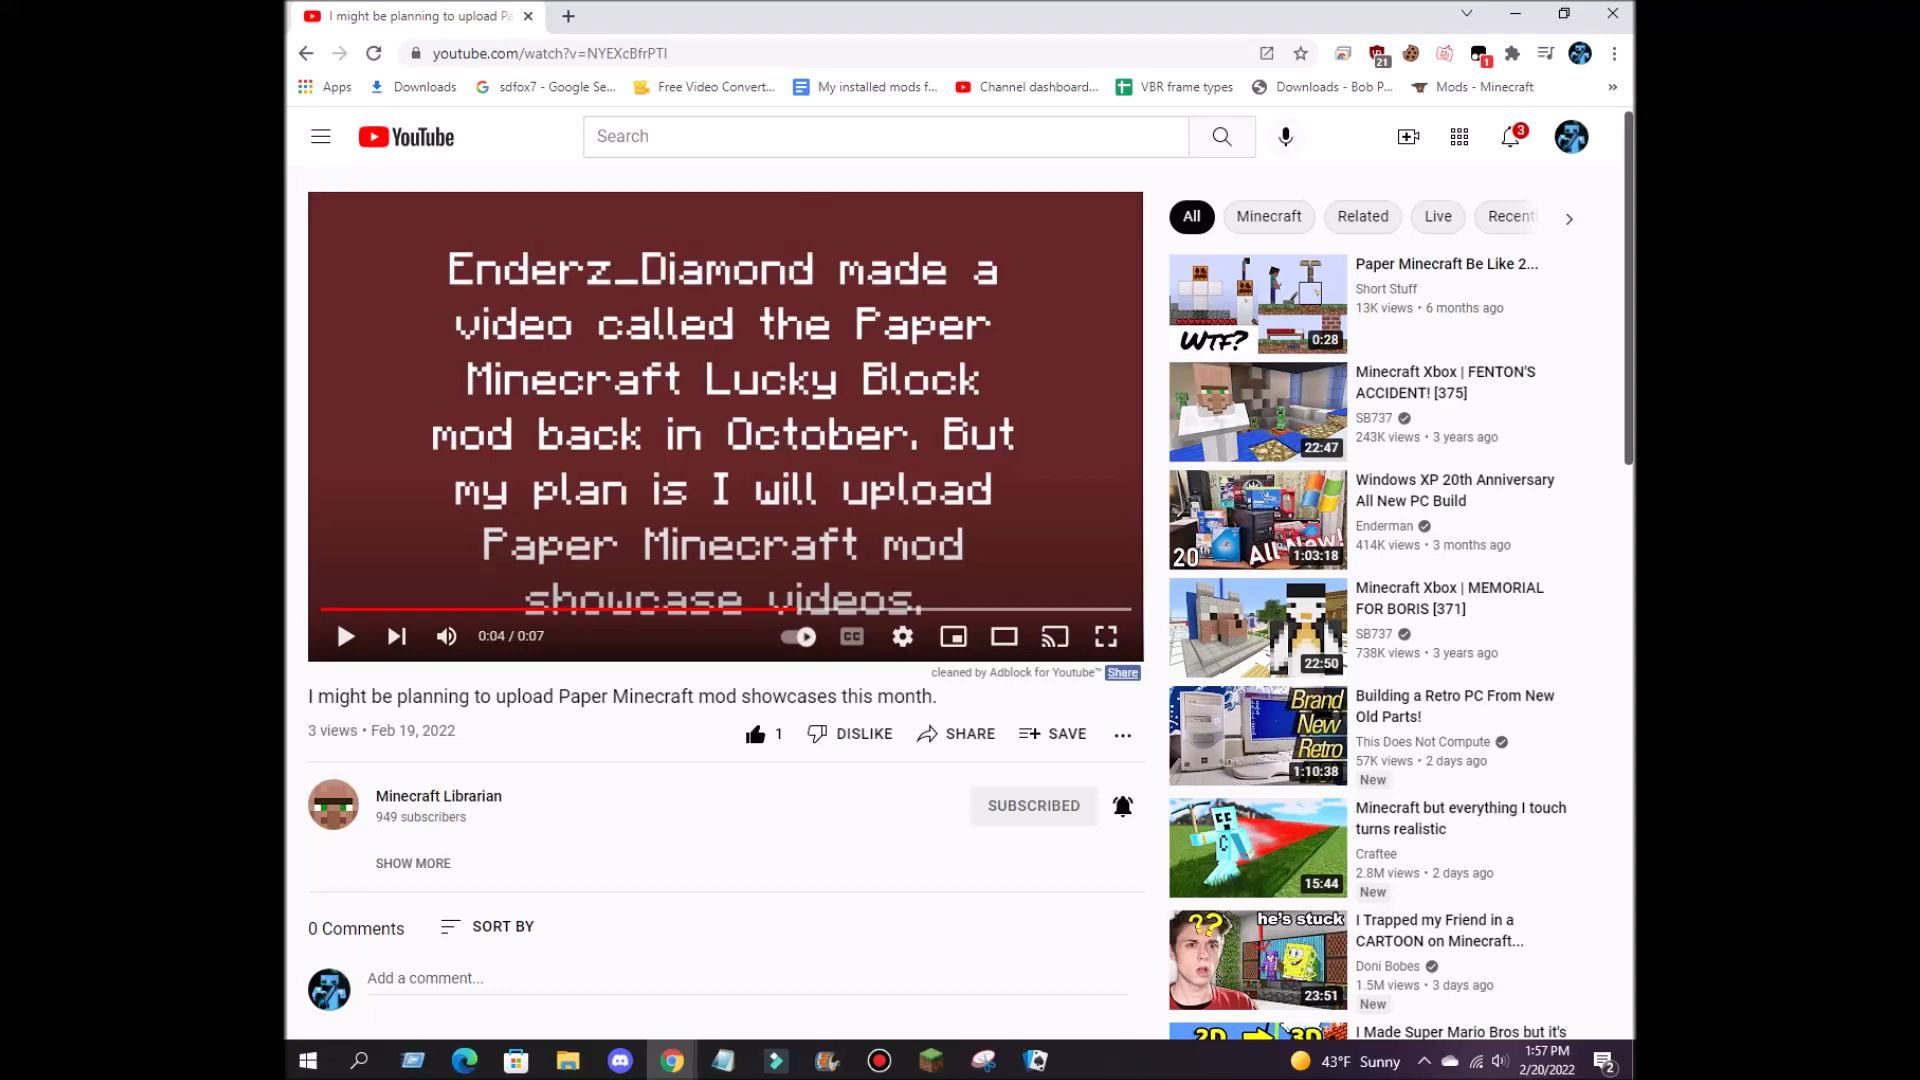 I might be planning to upload Pa
youtube.com/watch?v=NYEXcBfrPTI
21
1
Apps
Downloads
sdfox7 - Google Se...
Free Video Convert...
My installed mods f...
Channel dashboard...
VBR frame types
Downloads - Bob P...
Mods - Minecraft
YouTube
Search
3
Enderz_Diamond made a
video called the Paper
Minecraft Lucky Block
mod back in October. But
my plan is I will upload
Paper Minecraft mod
showcase videos.
0:04 / 0:07
CC
cleaned by Adblock for Youtube™ Share
I might be planning to upload Paper Minecraft mod showcases this month.
3 views • Feb 19, 2022
1
DISLIKE
SHARE
SAVE
Minecraft Librarian
949 subscribers
SUBSCRIBED
SHOW MORE
0 Comments
SORT BY
Add a comment...
All
Minecraft
Related
Live
Recent
WTF?
0:28
Paper Minecraft Be Like 2...
Short Stuff
13K views • 6 months ago
22:47
Minecraft Xbox | FENTON'S
ACCIDENT! [375]
SB737
243K views • 3 years ago
20
All New!
1:03:18
Windows XP 20th Anniversary
All New PC Build
Enderman
414K views • 3 months ago
22:50
Minecraft Xbox | MEMORIAL
FOR BORIS [371]
SB737
738K views • 3 years ago
Brand
New
Retro
1:10:38
Building a Retro PC From New
Old Parts!
This Does Not Compute
57K views • 2 days ago
New
15:44
Minecraft but everything I touch
turns realistic
Craftee
2.8M views • 2 days ago
New
??
he's stuck
23:51
I Trapped my Friend in a
CARTOON on Minecraft...
Doni Bobes
1.5M views • 3 days ago
New
2D
3D
I Made Super Mario Bros but it's
43°F Sunny
1:57 PM
2/20/2022
2